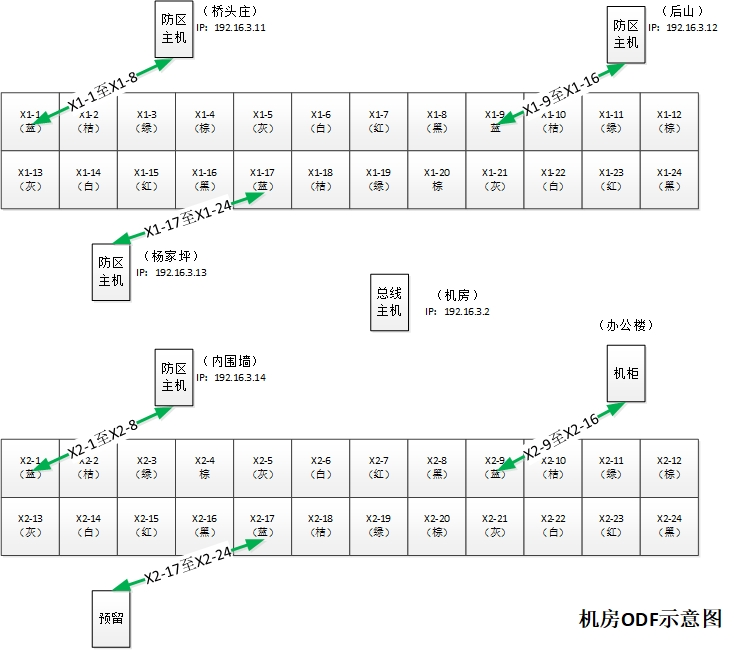 防区
主机
（桥头庄）
IP：192.16.3.11
防区
主机
（后山）
IP：192.16.3.12
X1-1至X1-8
X1-9至X1-16
X1-1
（蓝）
X1-2
（桔）
X1-3
（绿）
X1-4
（棕）
X1-5
（灰）
X1-6
（白）
X1-7
（红）
X1-8
（黑）
X1-9
蓝
X1-10
（桔）
X1-11
（绿）
X1-12
（棕）
X1-13
（灰）
X1-14
（白）
X1-15
（红）
X1-16
（黑）
X1-17
（蓝）
X1-18
（桔）
X1-19
（绿）
X1-20
棕
X1-21
（灰）
X1-22
（白）
X1-23
（红）
X1-24
（黑）
X1-17至X1-24
防区
主机
（杨家坪）
IP：192.16.3.13
总线
主机
（机房）
IP：192.16.3.2
（办公楼）
机柜
防区
主机
（内围墙）
IP：192.16.3.14
X2-1至X2-8
X2-9至X2-16
X2-1
（蓝）
X2-2
（桔）
X2-3
（绿）
X2-4
棕
X2-5
（灰）
X2-6
（白）
X2-7
（红）
X2-8
（黑）
X2-9
（蓝）
X2-10
（桔）
X2-11
（绿）
X2-12
（棕）
X2-13
（灰）
X2-14
（白）
X2-15
（红）
X2-16
（黑）
X2-17
（蓝）
X2-18
（桔）
X2-19
（绿）
X2-20
（棕）
X2-21
（灰）
X2-22
（白）
X2-23
（红）
X2-24
（黑）
X2-17至X2-24
预留
机房ODF示意图